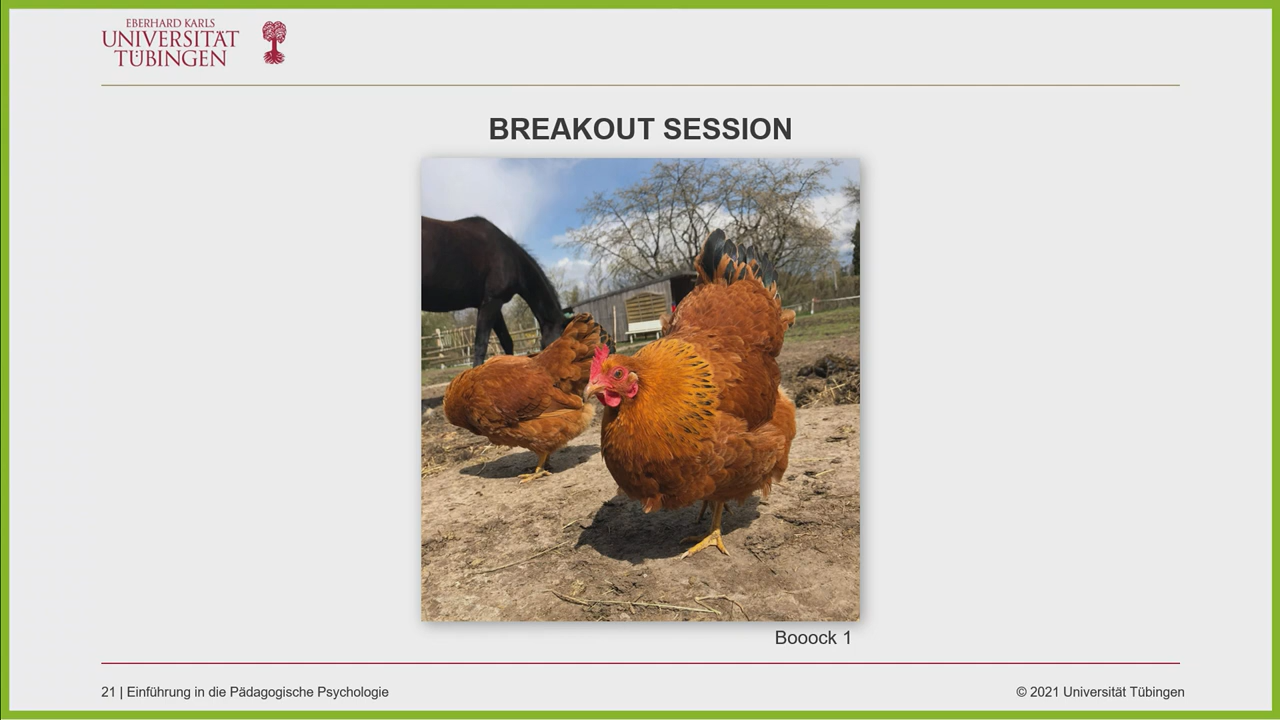 EBERHARD KARLS
UNIVERSITÄT
TÜBINGEN
BREAKOUT SESSION
Booock 1
21 | Einführung in die Pädagogische Psychologie
© 2021 Universität Tübingen